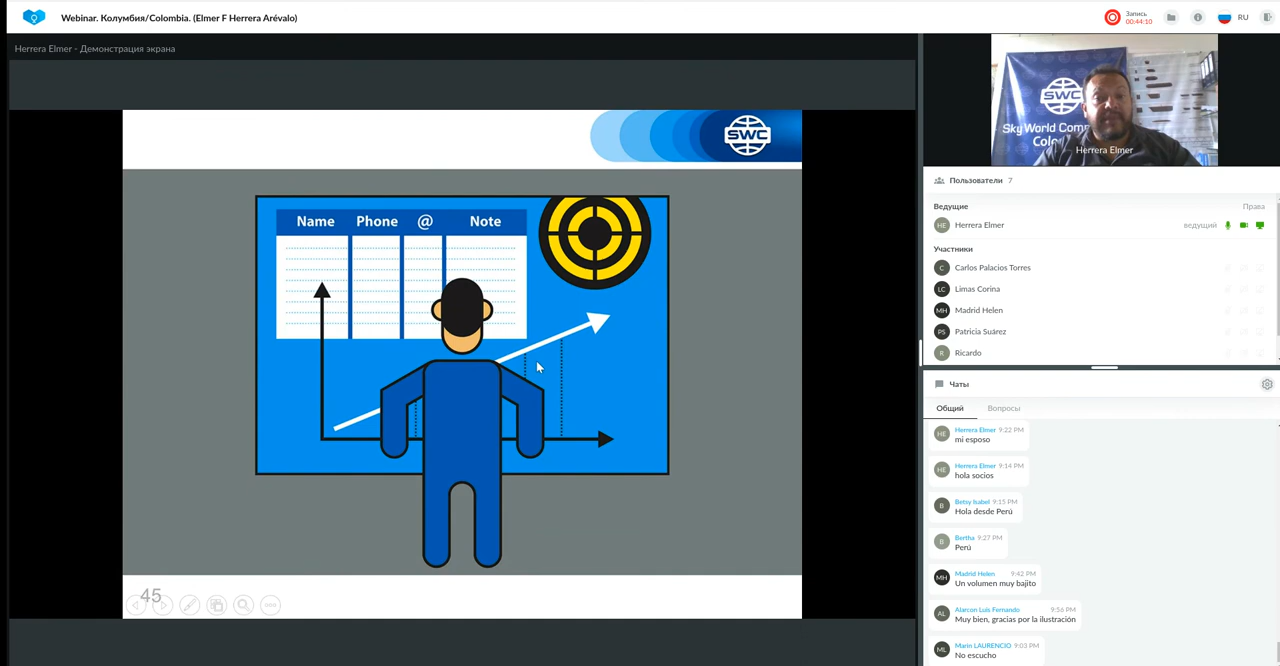 Webinar. Колумбия/Colombia. (Elmer F Herrera Arévalo)
Запись
00:44:10
RU
Herrera Elmer - Демонстрация экрана
SWC
Name Phone @ Note
45
SWC
Sky World Com
Colo
Herrera Elmer
Пользователи 7
Ведущие Права
HE Herrera Elmer ведущий
Участники
C Carlos Palacios Torres
LC Limas Corina
MH Madrid Helen
PS Patricia Suárez
R Ricardo
Чаты
Общий Вопросы
HE Herrera Elmer 9:22 PM
mi esposo
HE Herrera Elmer 9:14 PM
hola socios
B Betsy Isabel 9:15 PM
Hola desde Perú
B Bertha 9:27 PM
Perú
MH Madrid Helen 9:42 PM
Un volumen muy bajito
AL Alarcon Luis Fernando 9:56 PM
Muy bien, gracias por la ilustración
ML Marin LAURENCIO 9:03 PM
No escucho